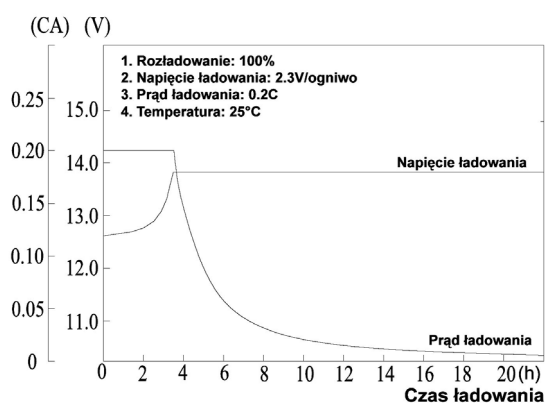 (CA) (V)
1. Rozładowanie: 100%
2. Napięcie ładowania: 2.3V/ogniwo
3. Prąd ładowania: 0.2C
4. Temperatura: 25°C
0.25
15.0
0.20
14.0
Napięcie ładowania
0.15
13.0
0.10
12.0
0.05
11.0
Prąd ładowania
0
0 2 4 6 8 10 12 14 16 18 20 (h)
Czas ładowania